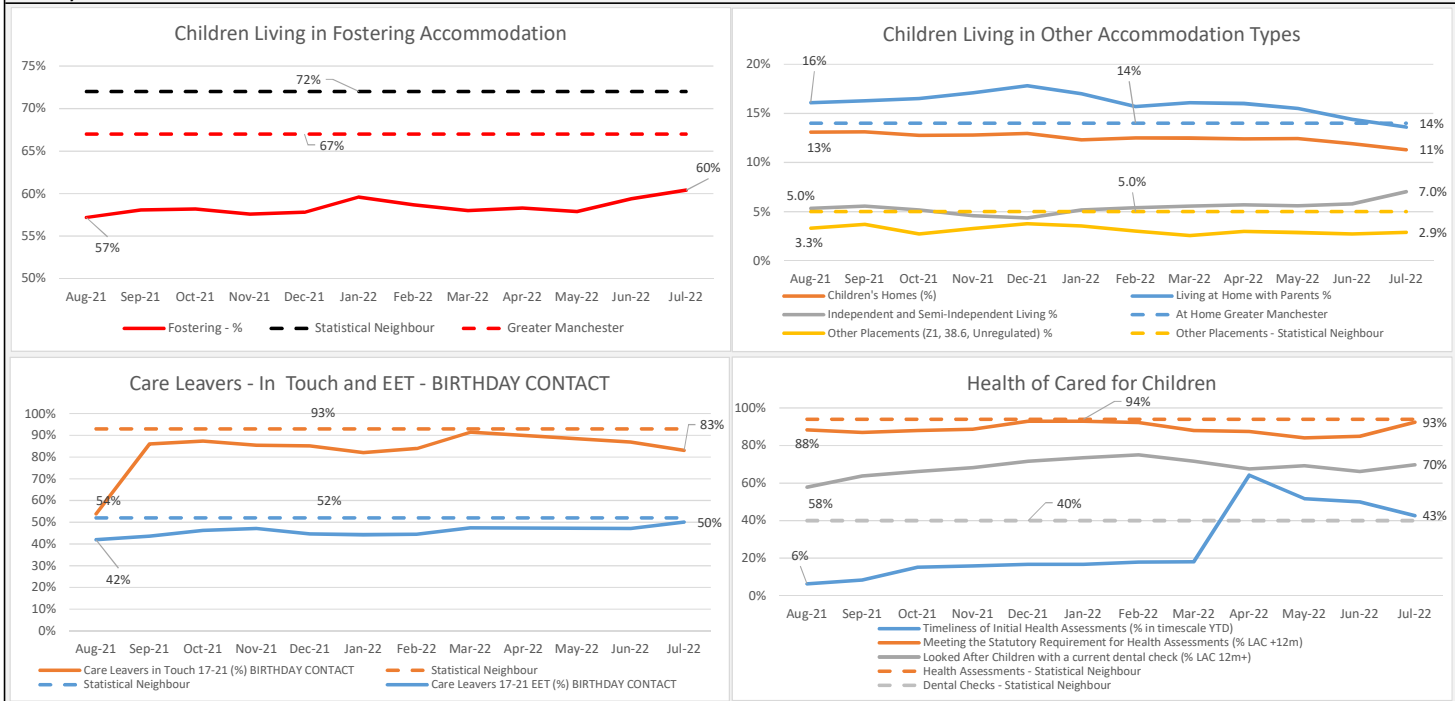 Children Living in Fostering Accommodation
75%
70%
65%
60%
55%
50%
72%
67%
60%
57%
Aug-21 Sep-21 Oct-21 Nov-21 Dec-21 Jan-22 Feb-22 Mar-22 Apr-22 May-22 Jun-22 Jul-22
Fostering - % Statistical Neighbour Greater Manchester
Children Living in Other Accommodation Types
20%
15%
10%
5%
0%
16%
14%
14%
13%
11%
5.0%
5.0%
7.0%
3.3%
2.9%
Aug-21 Sep-21 Oct-21 Nov-21 Dec-21 Jan-22 Feb-22 Mar-22 Apr-22 May-22 Jun-22 Jul-22
Children's Homes (%) Living at Home with Parents %
Independent and Semi-Independent Living % At Home Greater Manchester
Other Placements (Z1, 38.6, Unregulated) % Other Placements - Statistical Neighbour
Care Leavers - In Touch and EET - BIRTHDAY CONTACT
100%
90%
80%
70%
60%
50%
40%
30%
20%
10%
0%
93%
83%
54%
52%
50%
42%
Aug-21 Sep-21 Oct-21 Nov-21 Dec-21 Jan-22 Feb-22 Mar-22 Apr-22 May-22 Jun-22 Jul-22
Care Leavers in Touch 17-21 (%) BIRTHDAY CONTACT Statistical Neighbour
Statistical Neighbour Care Leavers 17-21 EET (%) BIRTHDAY CONTACT
Health of Cared for Children
100%
80%
60%
40%
20%
0%
94%
93%
88%
70%
58%
40%
43%
6%
Aug-21 Sep-21 Oct-21 Nov-21 Dec-21 Jan-22 Feb-22 Mar-22 Apr-22 May-22 Jun-22 Jul-22
Timeliness of Initial Health Assessments (% in timescale YTD)
Meeting the Statutory Requirement for Health Assessments (% LAC +12m)
Looked After Children with a current dental check (% LAC 12m+)
Health Assessments - Statistical Neighbour
Dental Checks - Statistical Neighbour